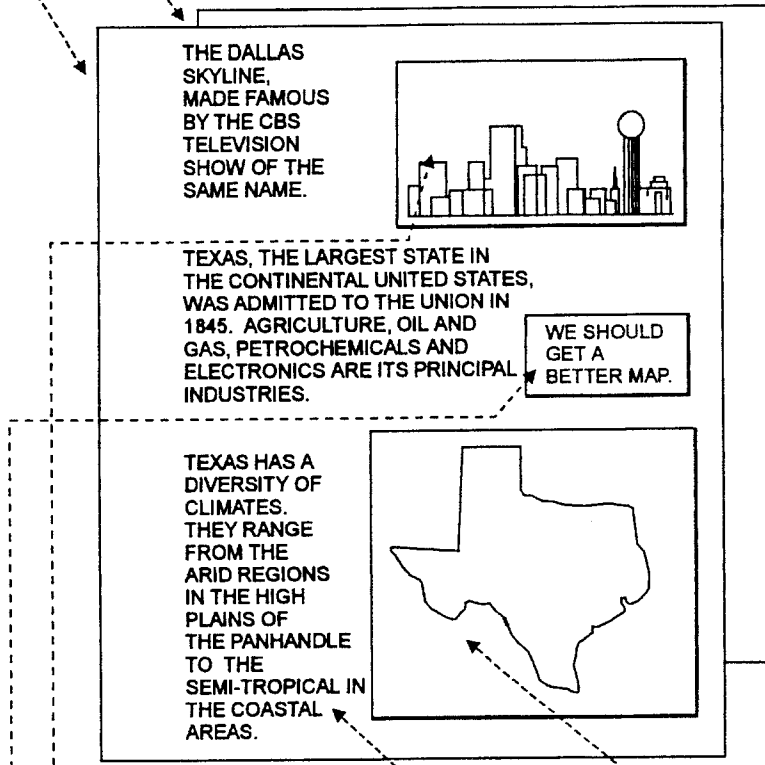 THE DALLAS
SKYLINE,
MADE FAMOUS
BY THE CBS
TELEVISION
SHOW OF THE
SAME NAME.
TEXAS, THE LARGEST STATE IN
THE CONTINENTAL UNITED STATES,
WAS ADMITTED TO THE UNION IN
1845. AGRICULTURE, OIL AND
GAS, PETROCHEMICALS AND
ELECTRONICS ARE ITS PRINCIPAL
INDUSTRIES.
WE SHOULD
GET A
BETTER MAP.
TEXAS HAS A
DIVERSITY OF
CLIMATES.
THEY RANGE
FROM THE
ARID REGIONS
IN THE HIGH
PLAINS OF
THE PANHANDLE
TO THE
SEMI-TROPICAL IN
THE COASTAL
AREAS.